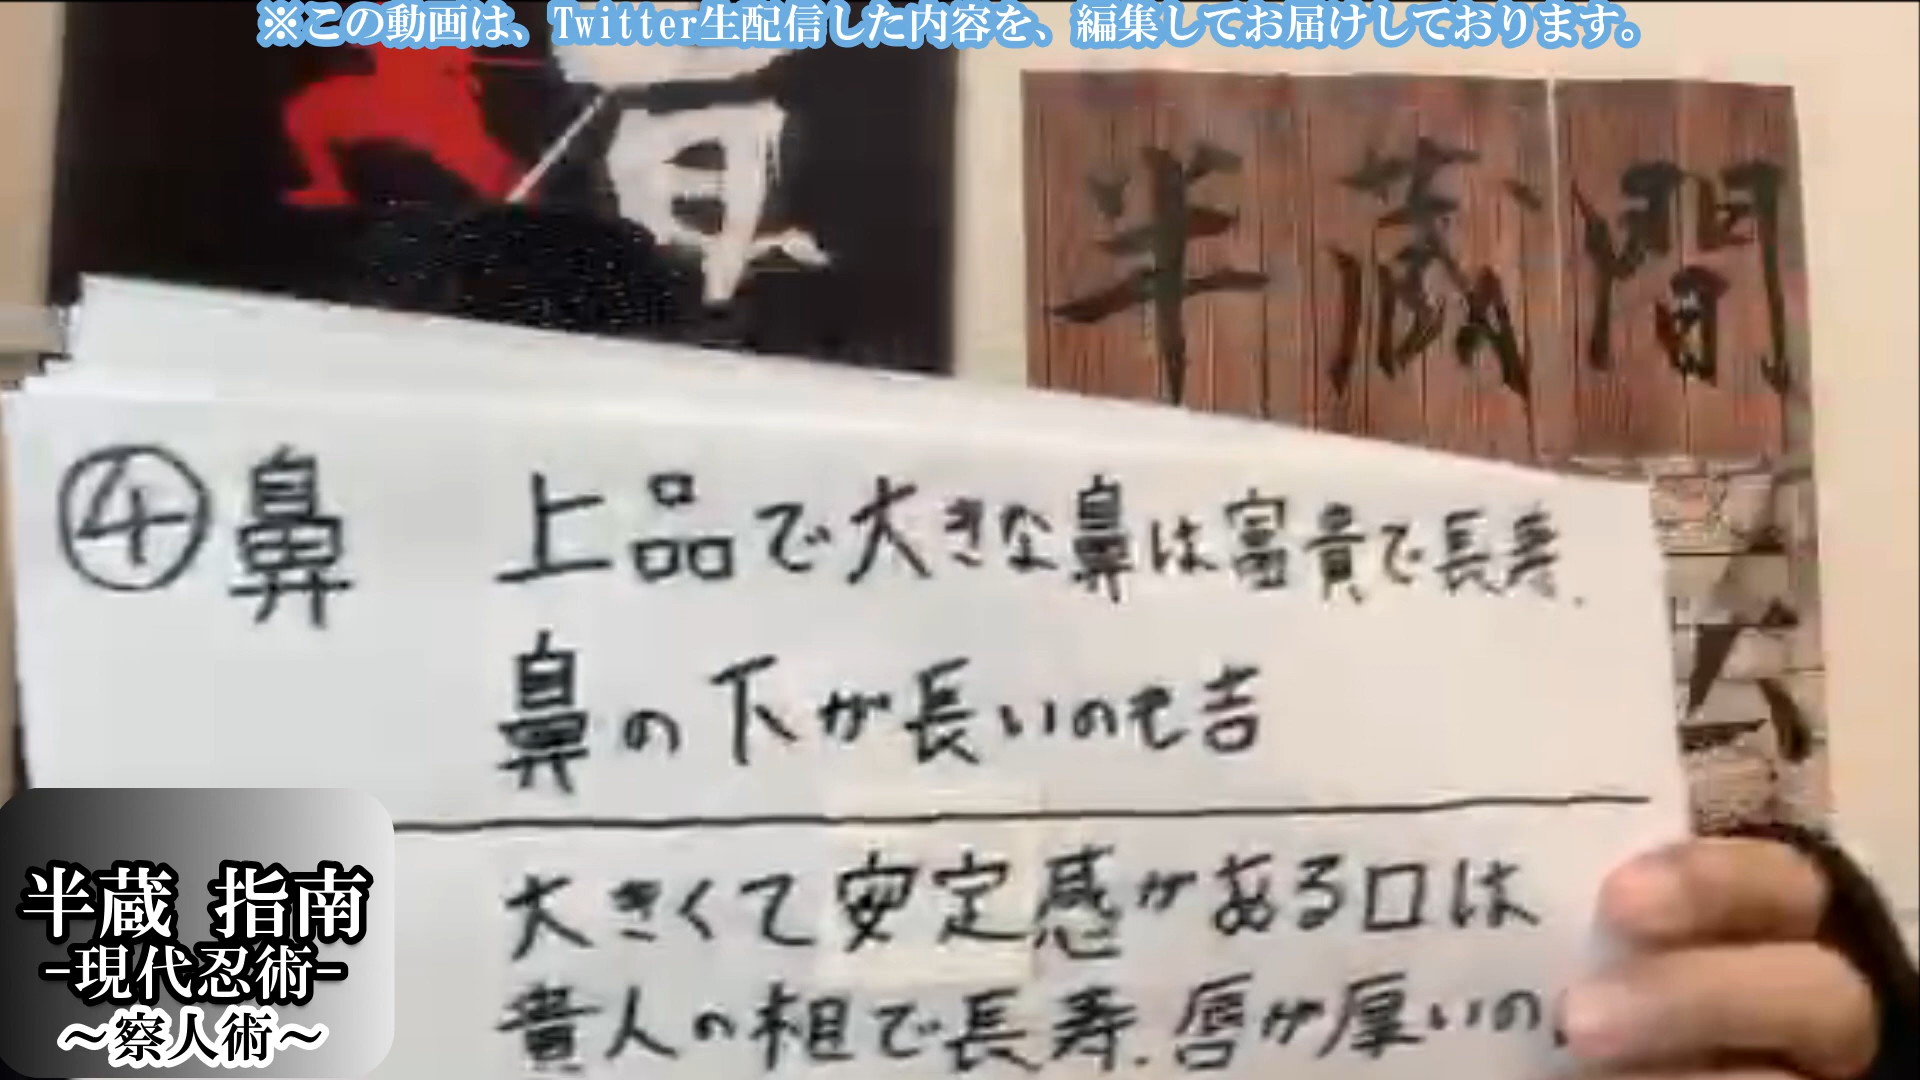 ※この動画は、Twitter生配信した内容を、編集してお届けしております。
半蔵門
④鼻 上品で大きな鼻は富貴で長寿.
鼻の下が長いのも吉
大きくて安定感がある口は
貴人の相で長寿.唇が厚いの
半蔵 指南
-現代忍術-
～察人術～